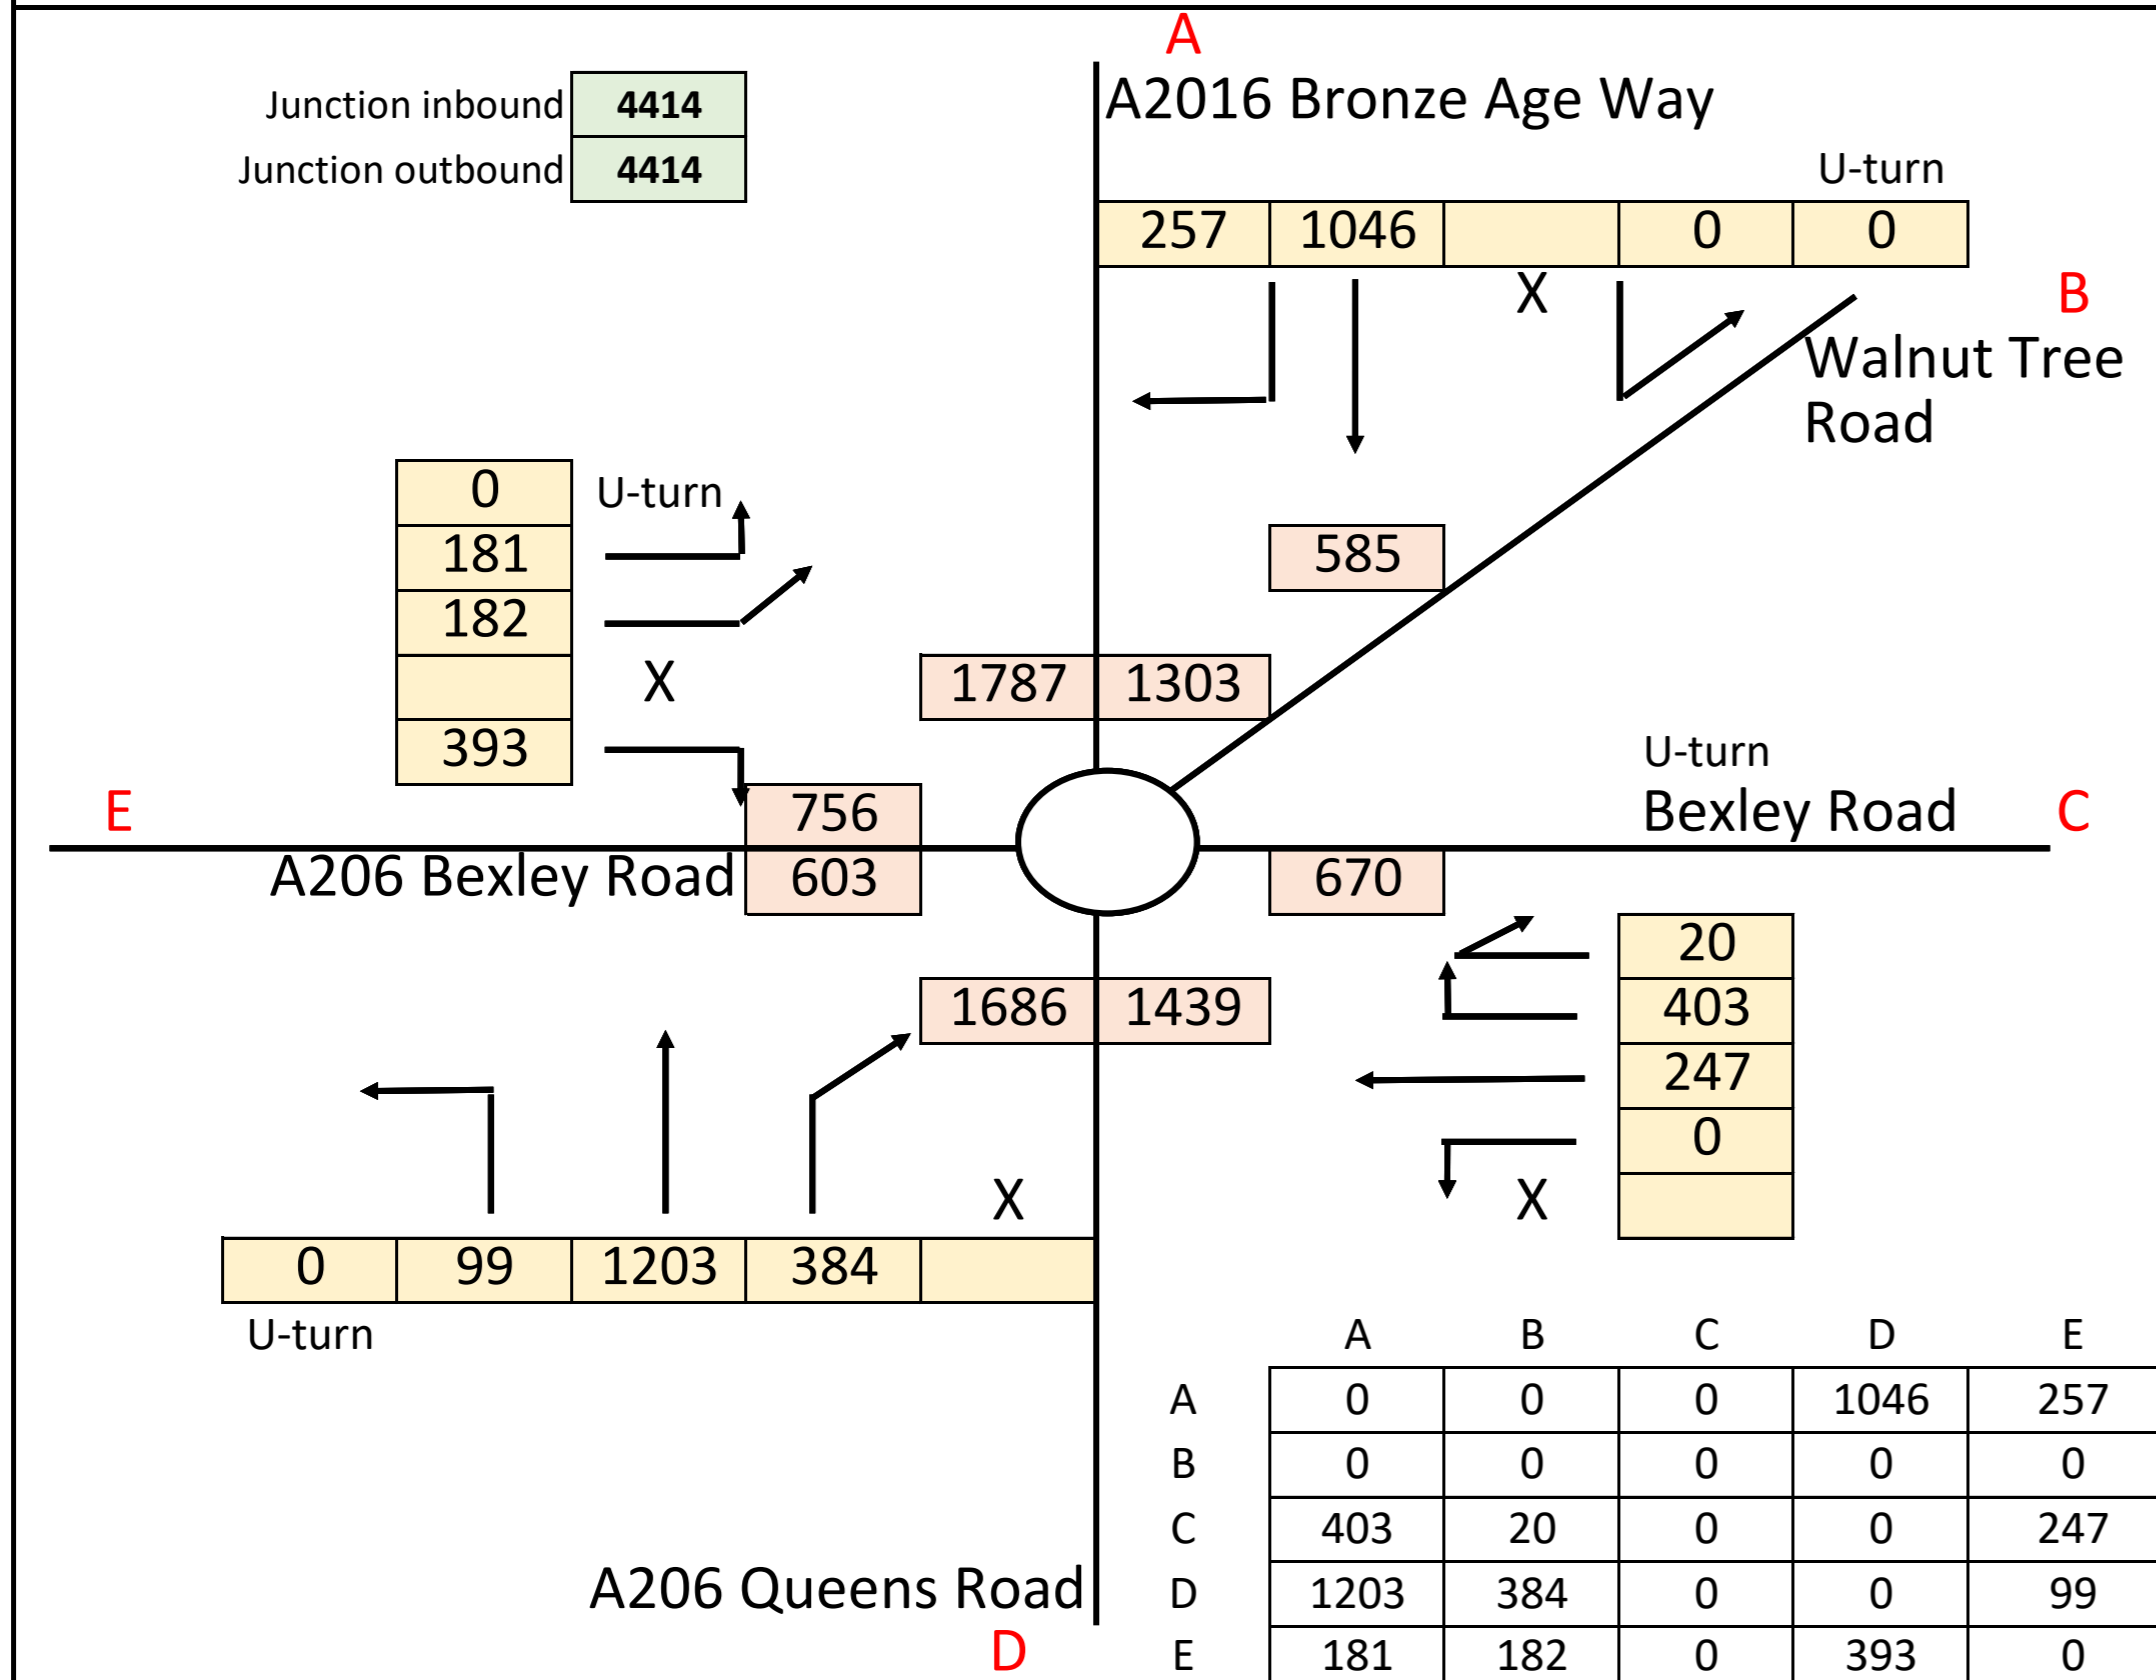 A
Junction inbound 4414
A2016 Bronze Age Way
Junction outbound 4414
U-turn
257 1046 0 0
X
B
Walnut Tree
Road
0 U-turn
181
182
X
393
585
1787 1303
U-turn
Bexley Road
C
E
756
A206 Bexley Road 603
670
20
403
247
0
X
1686 1439
X
0 99 1203 384
U-turn
A206 Queens Road
D
A B C D E
A 0 0 0 1046 257
B 0 0 0 0 0
C 403 20 0 0 247
D 1203 384 0 0 99
E 181 182 0 393 0